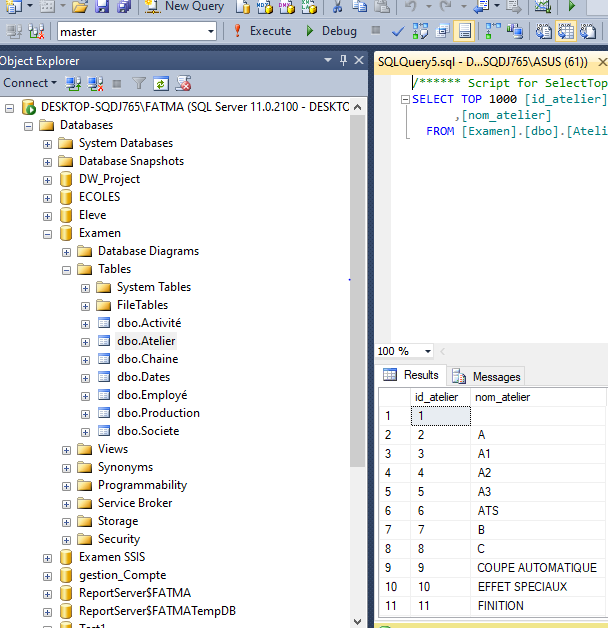 New Query
master
Execute
Debug
Object Explorer
Connect
DESKTOP-SQDJ765\FATMA (SQL Server 11.0.2100 - DESKTO
Databases
System Databases
Database Snapshots
DW_Project
ECOLES
Eleve
Examen
Database Diagrams
Tables
System Tables
FileTables
dbo.Activité
dbo.Atelier
dbo.Chaine
dbo.Dates
dbo.Employé
dbo.Production
dbo.Societe
Views
Synonyms
Programmability
Service Broker
Storage
Security
Examen SSIS
gestion_Compte
ReportServer$FATMA
ReportServer$FATMATempDB
Test1
SQLQuery5.sql - D...SQDJ765\ASUS (61))
/****** Script for SelectTop
SELECT TOP 1000 [id_atelier]
,[nom_atelier]
FROM [Examen].[dbo].[Ateli
100 %
Results Messages
id_atelier nom_atelier
1 1
2 2 A
3 3 A1
4 4 A2
5 5 A3
6 6 ATS
7 7 B
8 8 C
9 9 COUPE AUTOMATIQUE
10 10 EFFET SPECIAUX
11 11 FINITION